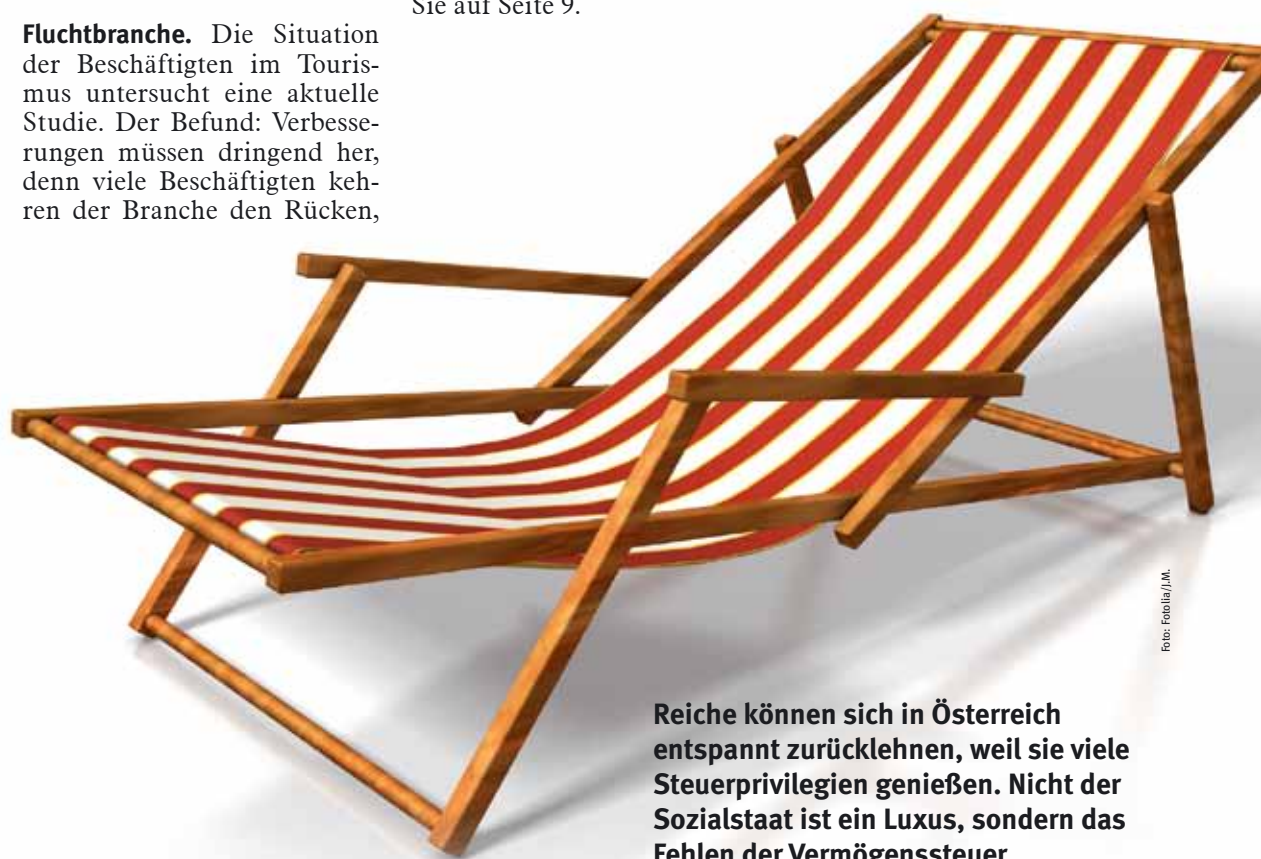 Fluchtbranche. Die Situation
der Beschäftigten im Touris-
mus untersucht eine aktuelle
Studie. Der Befund: Verbesse-
rungen müssen dringend her,
denn viele Beschäftigten keh-
ren der Branche den Rücken,
Sie auf Seite 9.
Foto: Fotolia/J.M.
Reiche können sich in Österreich
entspannt zurücklehnen, weil sie viele
Steuerprivilegien genießen. Nicht der
Sozialstaat ist ein Luxus, sondern das
Fehlen der Vermögenssteuer